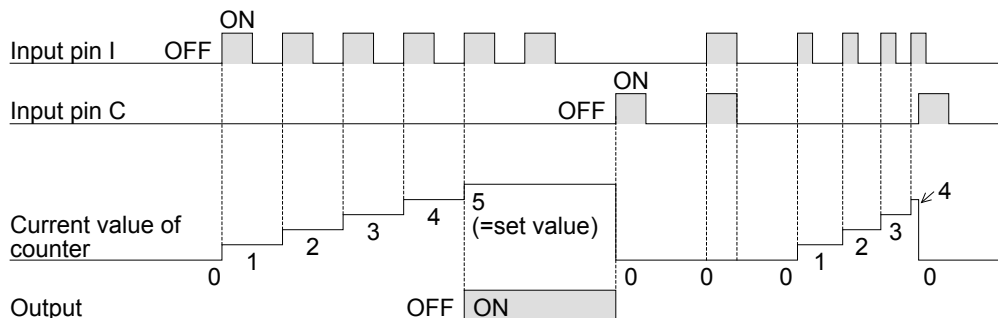 ON
Input pin I OFF
ON
Input pin C OFF
Current value of
counter
0 1 2 3 4 5
(=set value)
0 0 0 1 2 3 4 0
Output OFF ON